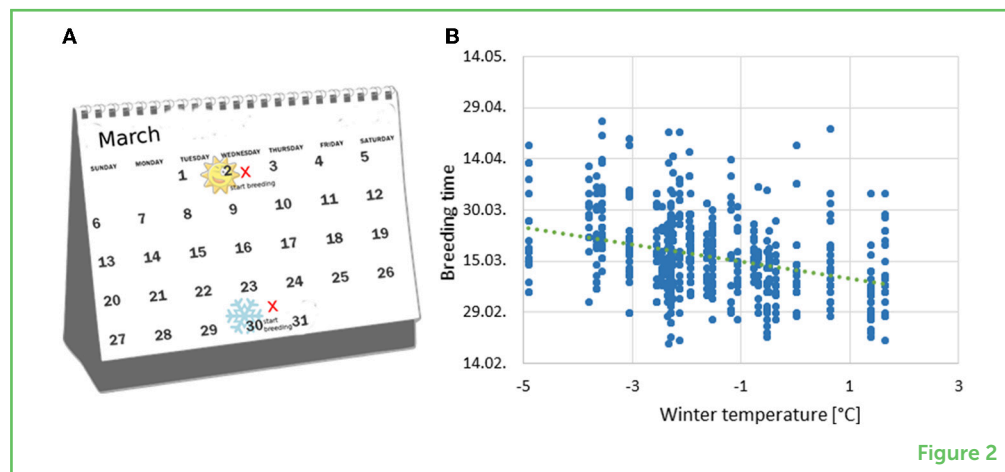 A
March
SUNDAY MONDAY TUESDAY WEDNESDAY THURSDAY FRIDAY SATURDAY
1 2 X 3 4 5
start breeding
6 7 8 9 10 11 12
13 14 15 16 17 18 19
20 21 22 23 24 25 26
X
27 28 29 30 start breeding 31
B
14.05.
29.04.
14.04.
30.03.
15.03.
29.02.
14.02.
Breeding time
-5 -3 -1 1 3
Winter temperature [°C]
Figure 2